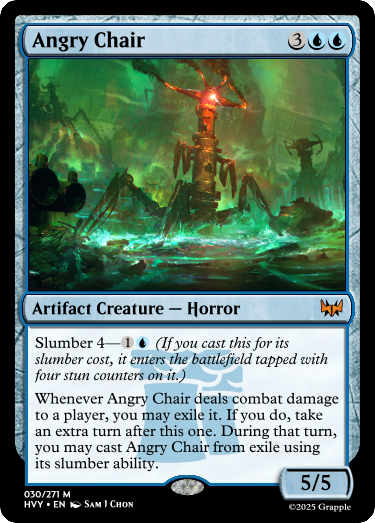 Angry Chair 3
Artifact Creature — Horror
Slumber 4—1 (If you cast this for its
slumber cost, it enters the battlefield tapped with
four stun counters on it.)
Whenever Angry Chair deals combat damage
to a player, you may exile it. If you do, take
an extra turn after this one. During that turn,
you may cast Angry Chair from exile using
its slumber ability.
5/5
030/271 M
HVY • EN Sam I Chon
©2025 Grapple